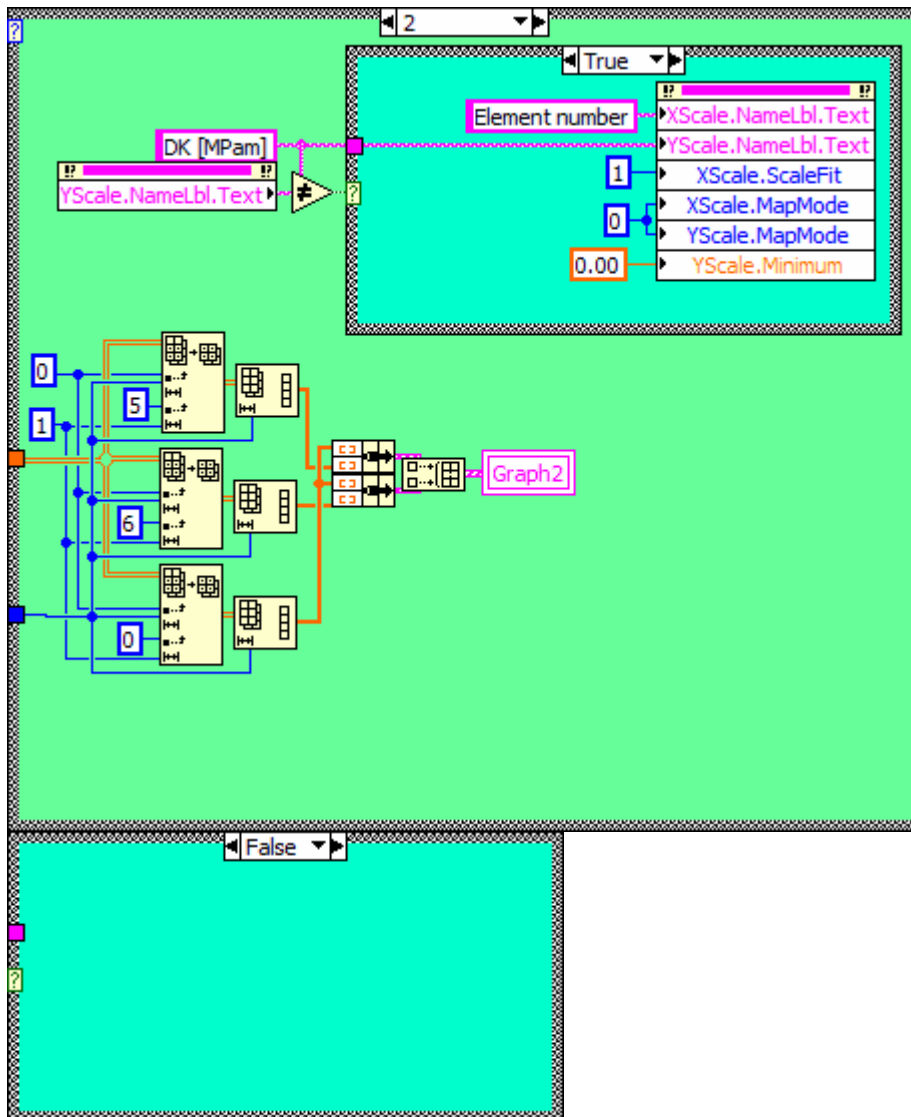 2
True
Element number
XScale.NameLbl.Text
DK [MPam]
YScale.NameLbl.Text
YScale.NameLbl.Text
1
XScale.ScaleFit
XScale.MapMode
0
YScale.MapMode
0.00
YScale.Minimum
0
5
1
Graph2
6
0
False